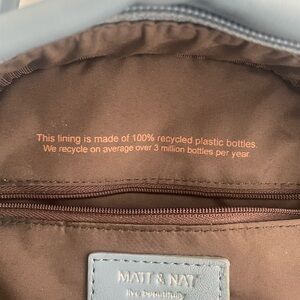 This lining is made of 100% recycled plastic bottles.
We recycle on average over 3 million bottles per year.
MATT & NAT
live beautifully